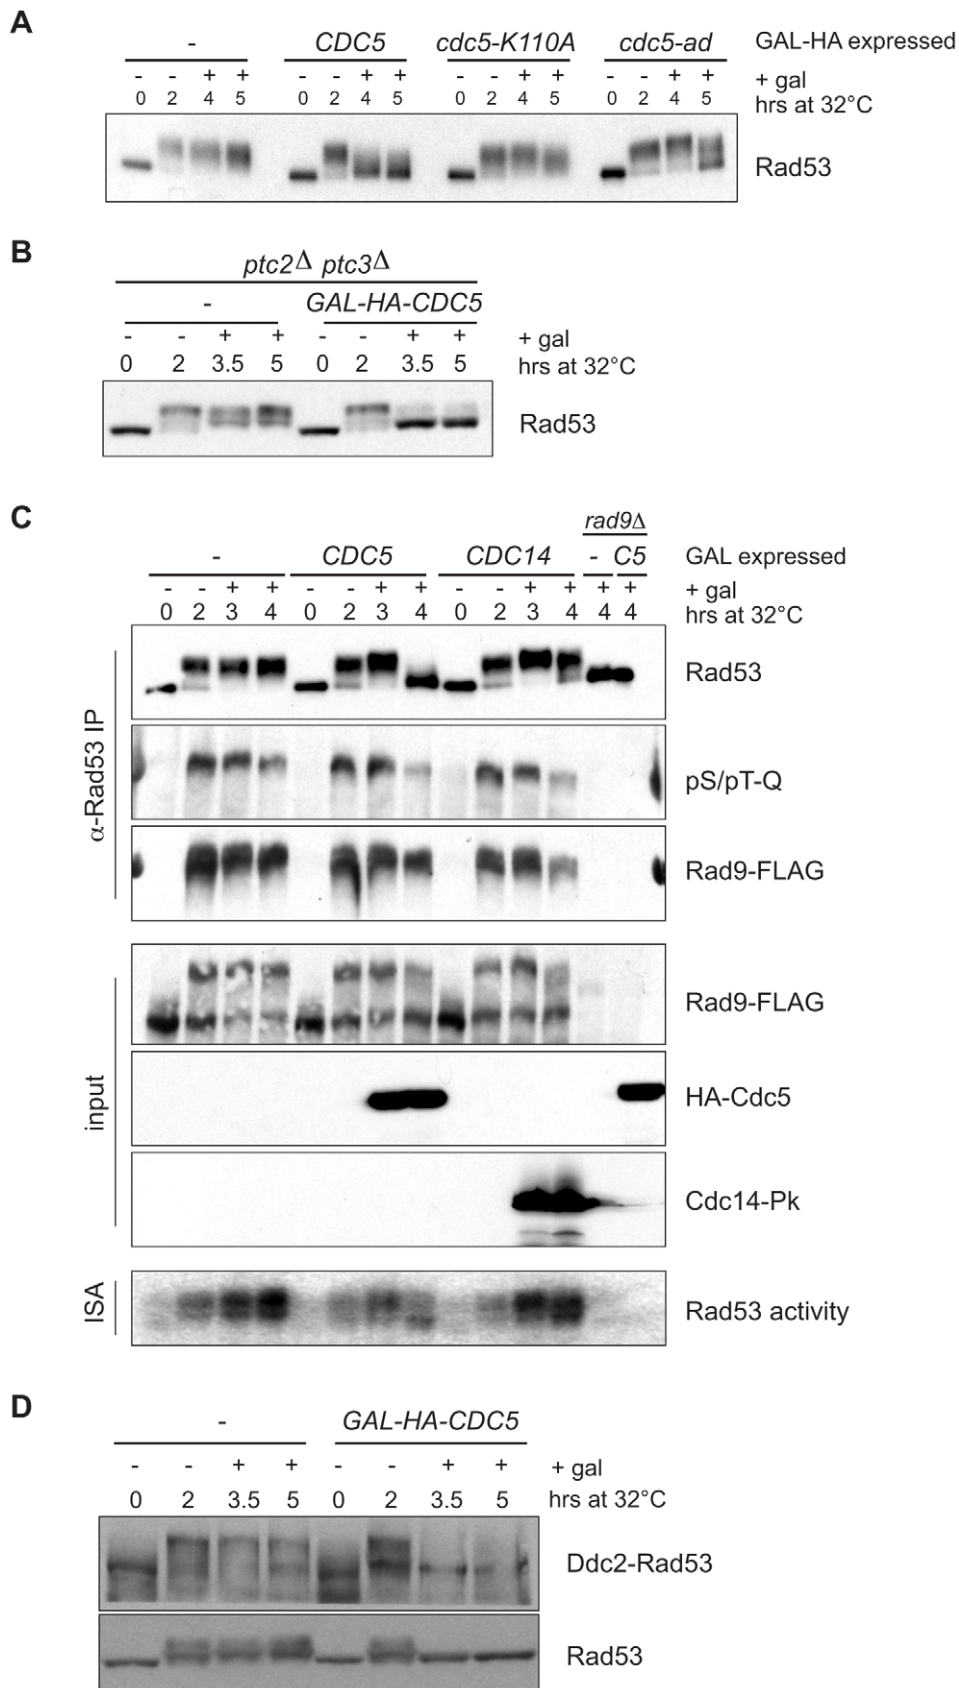 A
- CDC5 cdc5-K110A cdc5-ad GAL-HA expressed
- - + + - - + + - - + + - - + + + gal
0 2 4 5 0 2 4 5 0 2 4 5 0 2 4 5 hrs at 32°C
Rad53
B
ptc2Δ ptc3Δ
- GAL-HA-CDC5
- - + + - - + + + gal
0 2 3.5 5 0 2 3.5 5 hrs at 32°C
Rad53
C
rad9Δ
- CDC5 CDC14 - C5 GAL expressed
- - + + - - + + - - + + + + + gal
0 2 3 4 0 2 3 4 0 2 3 4 4 4 hrs at 32°C
α-Rad53 IP
Rad53
pS/pT-Q
Rad9-FLAG
input
Rad9-FLAG
HA-Cdc5
Cdc14-Pk
ISA
Rad53 activity
D
- GAL-HA-CDC5
- - + + - - + + + gal
0 2 3.5 5 0 2 3.5 5 hrs at 32°C
Ddc2-Rad53
Rad53